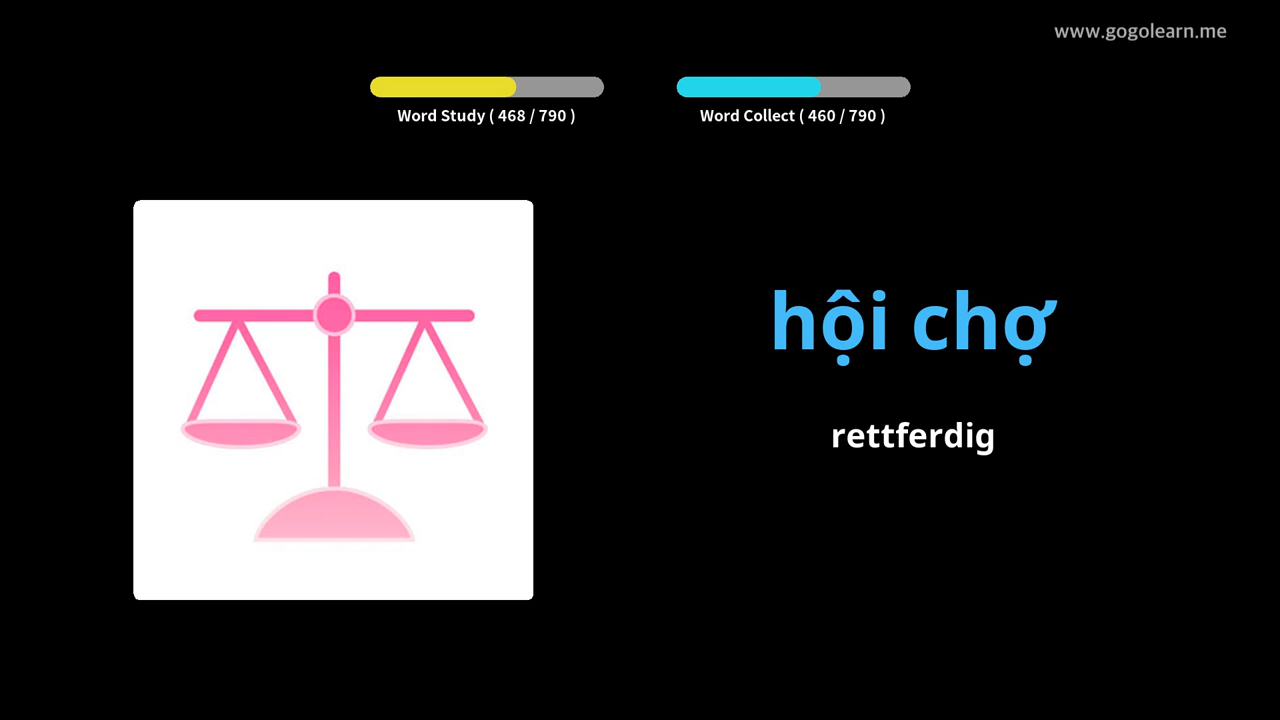 www.gogolearn.me
Word Study ( 468 / 790 )
Word Collect ( 460 / 790 )
hội chợ
rettferdig